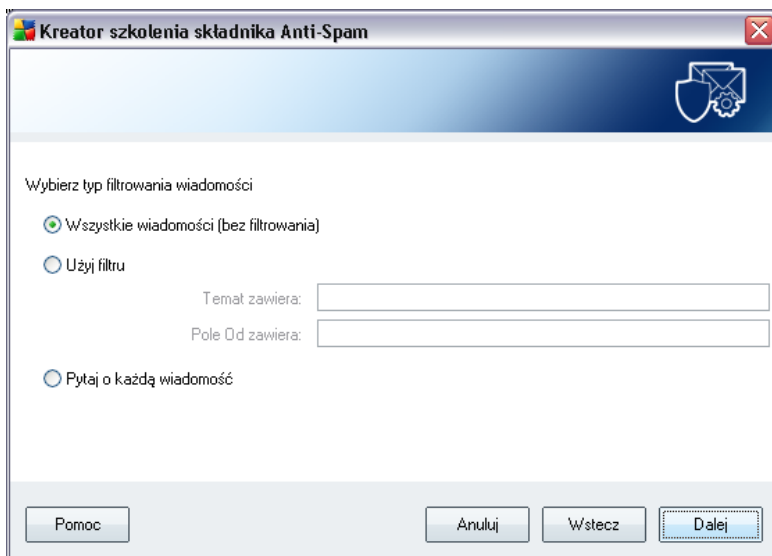 Kreator szkolenia składnika Anti-Spam
Wybierz typ filtrowania wiadomości
Wszystkie wiadomości (bez filtrowania)
Użyj filtru
Temat zawiera:
Pole Od zawiera:
Pytaj o każdą wiadomość
Pomoc
Anuluj
Wstecz
Dalej